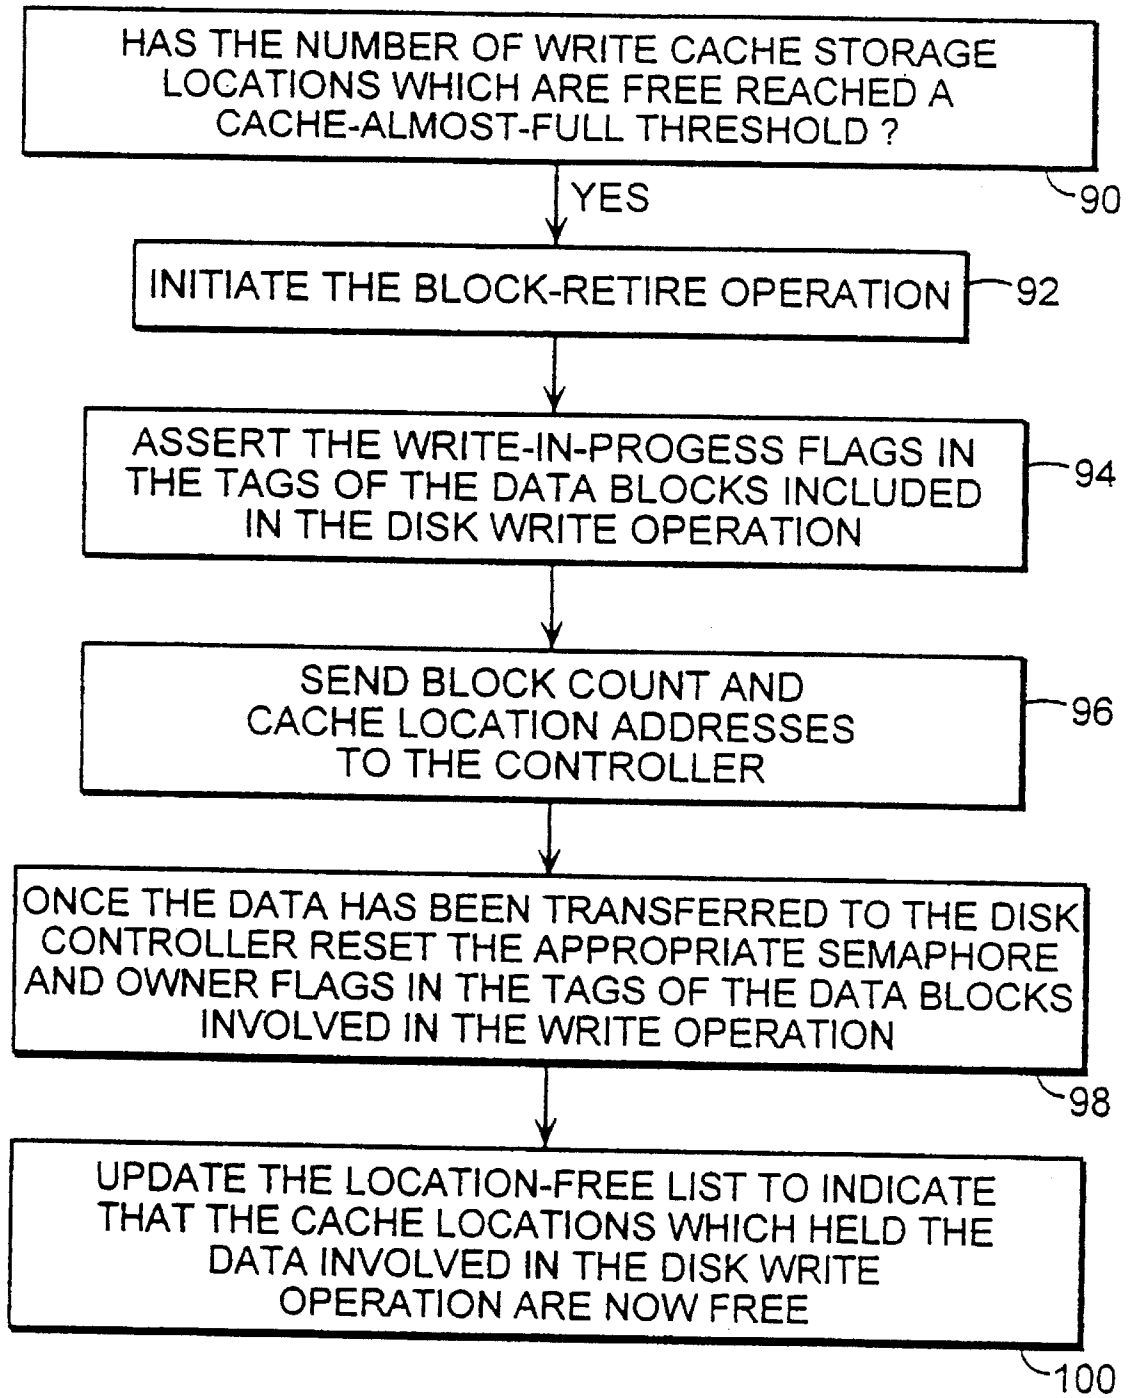 HAS THE NUMBER OF WRITE CACHE STORAGE
LOCATIONS WHICH ARE FREE REACHED A
CACHE-ALMOST-FULL THRESHOLD ?
90
YES
INITIATE THE BLOCK-RETIRE OPERATION
92
ASSERT THE WRITE-IN-PROGESS FLAGS IN
THE TAGS OF THE DATA BLOCKS INCLUDED
IN THE DISK WRITE OPERATION
94
SEND BLOCK COUNT AND
CACHE LOCATION ADDRESSES
TO THE CONTROLLER
96
ONCE THE DATA HAS BEEN TRANSFERRED TO THE DISK
CONTROLLER RESET THE APPROPRIATE SEMAPHORE
AND OWNER FLAGS IN THE TAGS OF THE DATA BLOCKS
INVOLVED IN THE WRITE OPERATION
98
UPDATE THE LOCATION-FREE LIST TO INDICATE
THAT THE CACHE LOCATIONS WHICH HELD THE
DATA INVOLVED IN THE DISK WRITE
OPERATION ARE NOW FREE
100